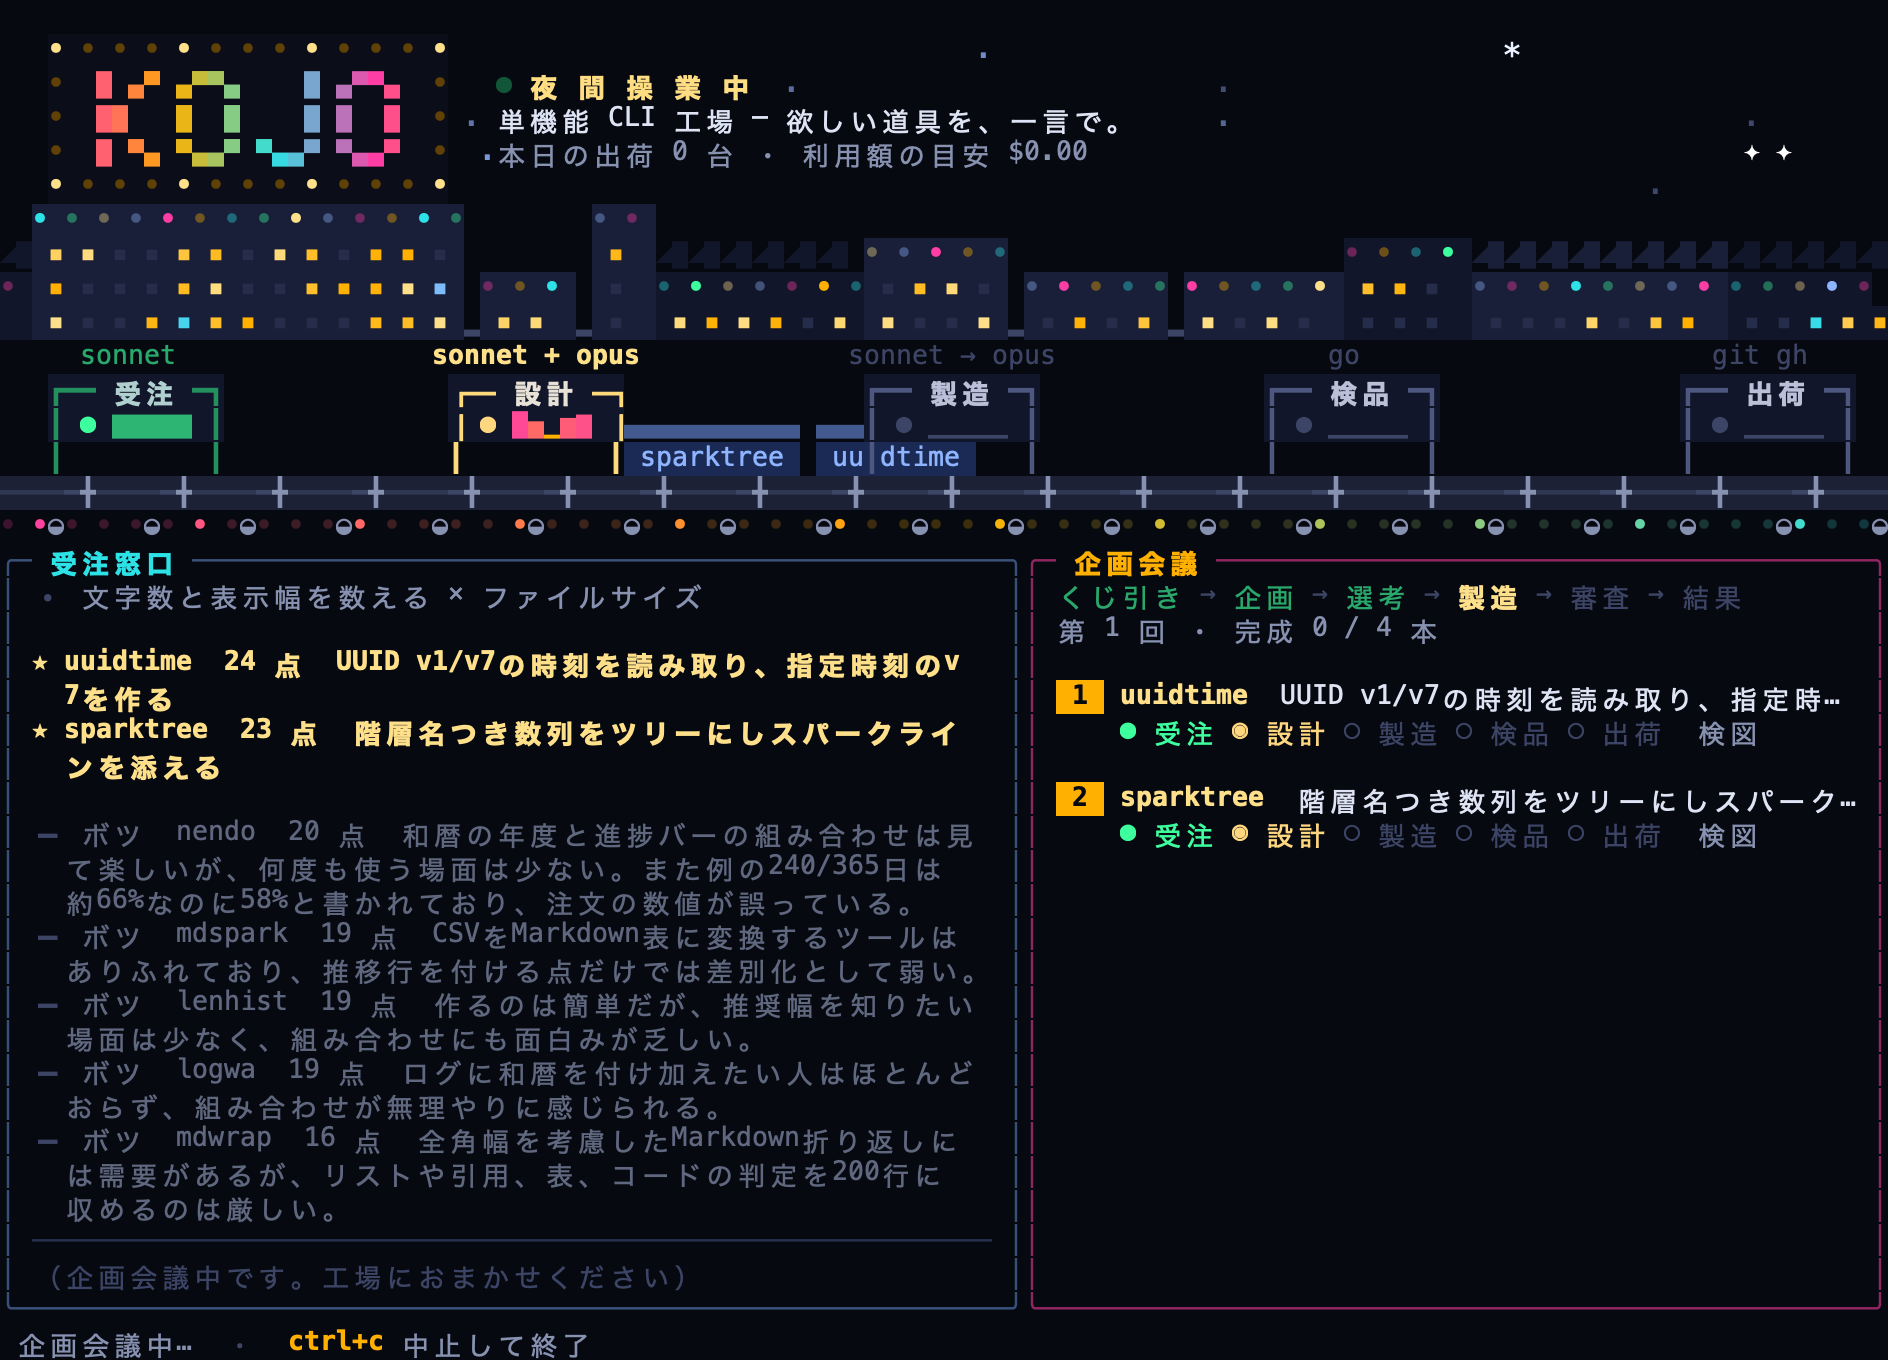 KOJO
● 夜間操業中
単機能 CLI 工場 — 欲しい道具を、一言で。
本日の出荷 0 台 · 利用額の目安 $0.00
sonnet sonnet + opus sonnet → opus go git gh
受注 設計 製造 検品 出荷
sparktree uuidtime
受注窓口
· 文字数と表示幅を数える × ファイルサイズ
★ uuidtime 24 点 UUID v1/v7の時刻を読み取り、指定時刻のv
7を作る
★ sparktree 23 点 階層名つき数列をツリーにしスパークライ
ンを添える
— ボツ nendo 20 点 和暦の年度と進捗バーの組み合わせは見
て楽しいが、何度も使う場面は少ない。また例の240/365日は
約66%なのに58%と書かれており、注文の数値が誤っている。
— ボツ mdspark 19 点 CSVをMarkdown表に変換するツールは
ありふれており、推移行を付ける点だけでは差別化として弱い。
— ボツ lenhist 19 点 作るのは簡単だが、推奨幅を知りたい
場面は少なく、組み合わせにも面白みが乏しい。
— ボツ logwa 19 点 ログに和暦を付け加えたい人はほとんど
おらず、組み合わせが無理やりに感じられる。
— ボツ mdwrap 16 点 全角幅を考慮したMarkdown折り返しに
は需要があるが、リストや引用、表、コードの判定を200行に
収めるのは厳しい。
（企画会議中です。工場におまかせください）
企画会議
くじ引き → 企画 → 選考 → 製造 → 審査 → 結果
第 1 回 · 完成 0 / 4 本
1 uuidtime UUID v1/v7の時刻を読み取り、指定時…
● 受注 ◉ 設計 ○ 製造 ○ 検品 ○ 出荷 検図
2 sparktree 階層名つき数列をツリーにしスパーク…
● 受注 ◉ 設計 ○ 製造 ○ 検品 ○ 出荷 検図
企画会議中… · ctrl+c 中止して終了